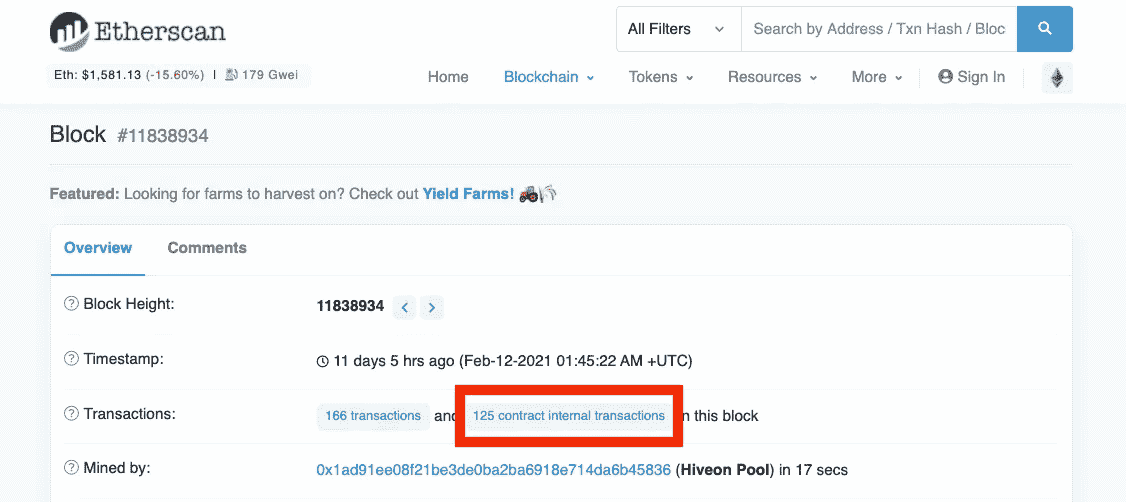 Etherscan
All Filters
Search by Address / Txn Hash / Bloc
Eth: $1,581.13 (-15.60%) | 179 Gwei
Home Blockchain Tokens Resources More Sign In
Block #11838934
Featured: Looking for farms to harvest on? Check out Yield Farms!
Overview Comments
Block Height: 11838934
Timestamp: 11 days 5 hrs ago (Feb-12-2021 01:45:22 AM +UTC)
Transactions: 166 transactions and 125 contract internal transactions in this block
Mined by: 0x1ad91ee08f21be3de0ba2ba6918e714da6b45836 (Hiveon Pool) in 17 secs